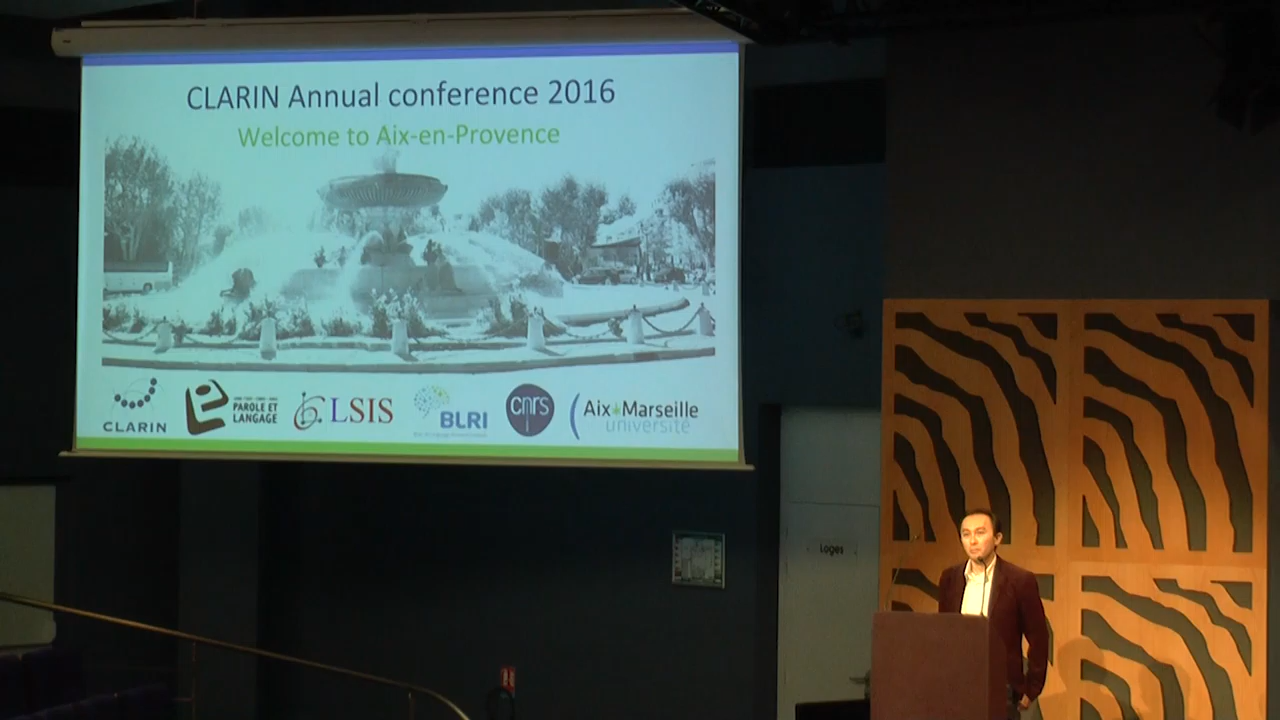 CLARIN Annual conference 2016
Welcome to Aix-en-Provence
CLARIN
PAROLE ET
LANGAGE
LSIS
BLRI
cnrs
Aix Marseille
université
Loges